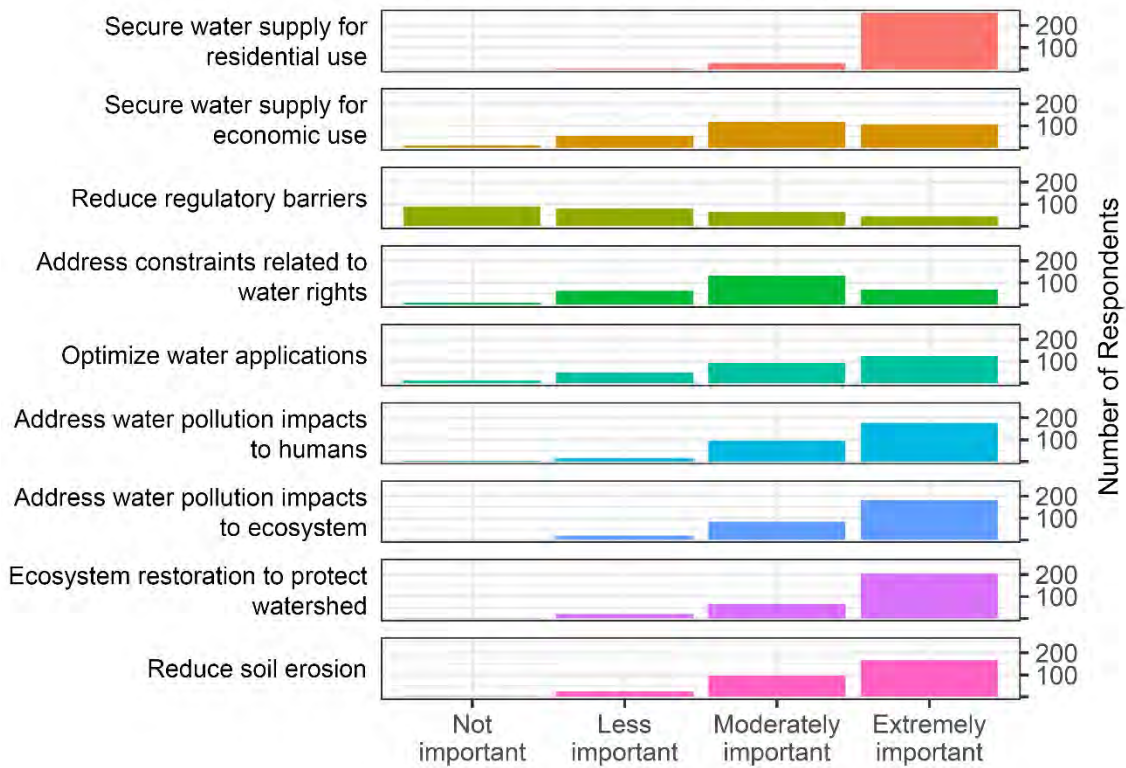 Secure water supply for
residential use
200
100
Secure water supply for
economic use
200
100
Reduce regulatory barriers
200
100
Address constraints related to
water rights
200
100
Optimize water applications
200
100
Address water pollution impacts
to humans
200
100
Address water pollution impacts
to ecosystem
200
100
Ecosystem restoration to protect
watershed
200
100
Reduce soil erosion
200
100
Number of Respondents
Not
important
Less
important
Moderately
important
Extremely
important